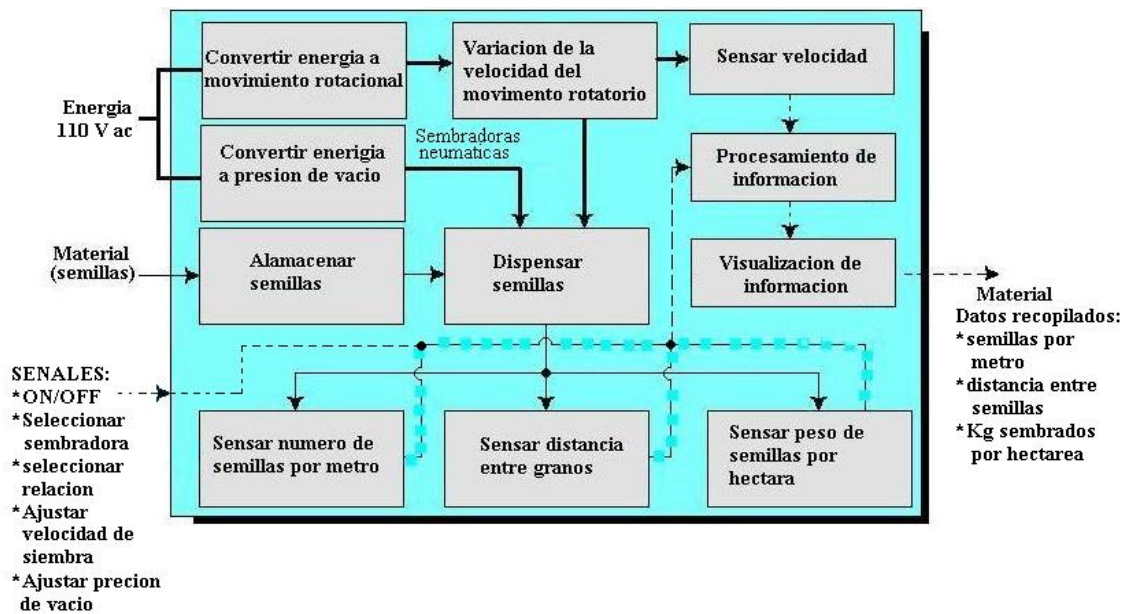 Convertir energia a
movimiento rotacional
Variacion de la
velocidad del
movimento rotatorio
Sensar velocidad
Energia
110 V ac
Convertir enerigia
a presion de vacio
Sembradoras
neumaticas
Procesamiento de
informacion
Material
(semillas)
Alamacenar
semillas
Dispensar
semillas
Visualizacion de
informacion
Material
Datos recopilados:
*semillas por
metro
*distancia entre
semillas
*Kg sembrados
por hectarea
SENALES:
*ON/OFF
*Seleccionar
sembradora
*seleccionar
relacion
*Ajustar
velocidad de
siembra
*Ajustar precion
de vacio
Sensar numero de
semillas por metro
Sensar distancia
entre granos
Sensar peso de
semillas por
hectara